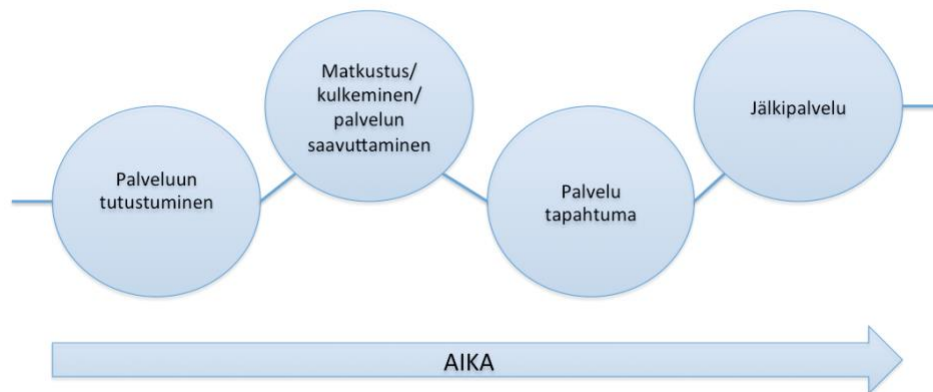 Palveluun
tutustuminen
Matkustus/
kulkeminen/
palvelun
saavuttaminen
Palvelu
tapahtuma
Jälkipalvelu
AIKA